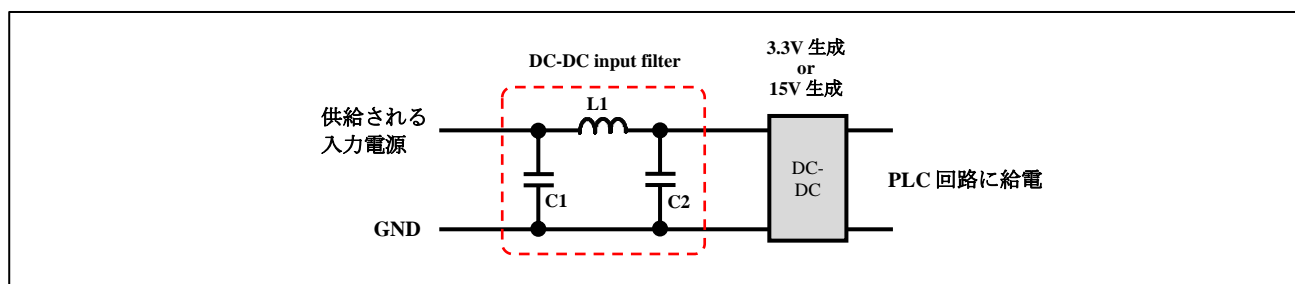 DC-DC input filter
3.3V 生成
or
15V 生成
L1
供給される
入力電源
C1
C2
DC-
DC
PLC 回路に給電
GND